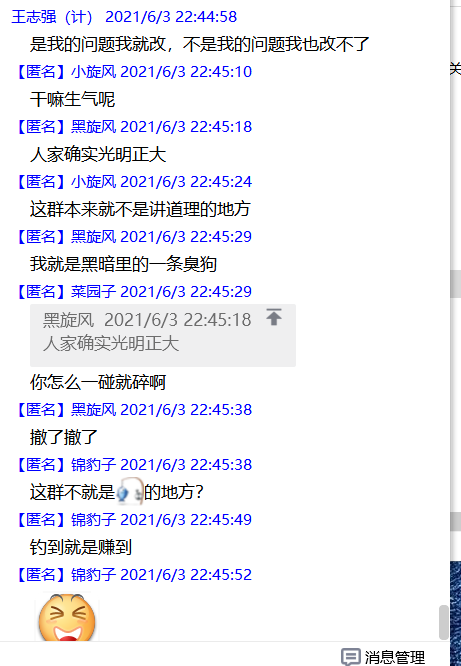 王志强（计） 2021/6/3 22:44:58
是我的问题我就改，不是我的问题我也改不了
【匿名】小旋风 2021/6/3 22:45:10
干嘛生气呢
【匿名】黑旋风 2021/6/3 22:45:18
人家确实光明正大
【匿名】小旋风 2021/6/3 22:45:24
这群本来就不是讲道理的地方
【匿名】黑旋风 2021/6/3 22:45:29
我就是黑暗里的一条臭狗
【匿名】菜园子 2021/6/3 22:45:29
黑旋风 2021/6/3 22:45:18
人家确实光明正大
你怎么一碰就碎啊
【匿名】黑旋风 2021/6/3 22:45:38
撤了撤了
【匿名】锦豹子 2021/6/3 22:45:38
这群不就是的地方?
【匿名】锦豹子 2021/6/3 22:45:49
钓到就是赚到
【匿名】锦豹子 2021/6/3 22:45:52
消息管理
关